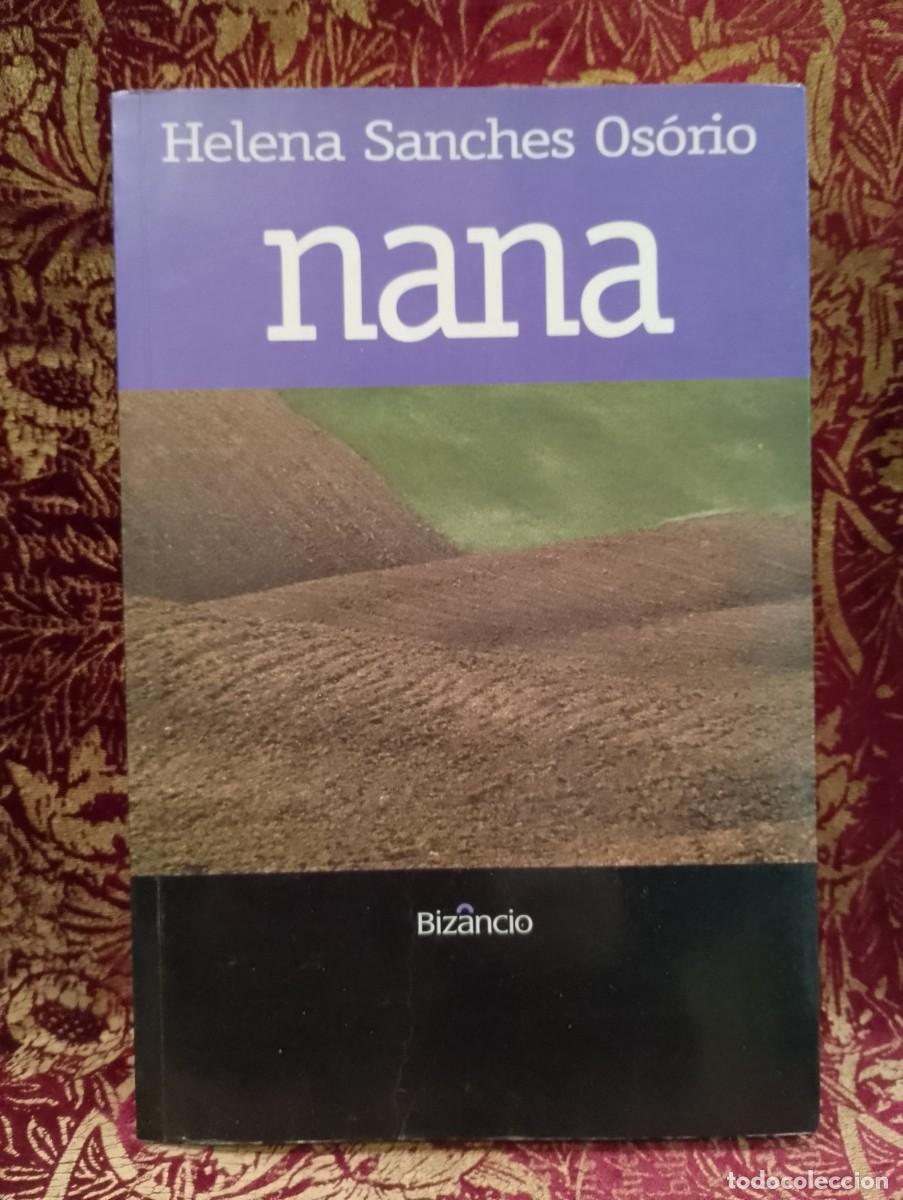 Helena Sanches Osório
nana
Bizâncio
todocoleccion